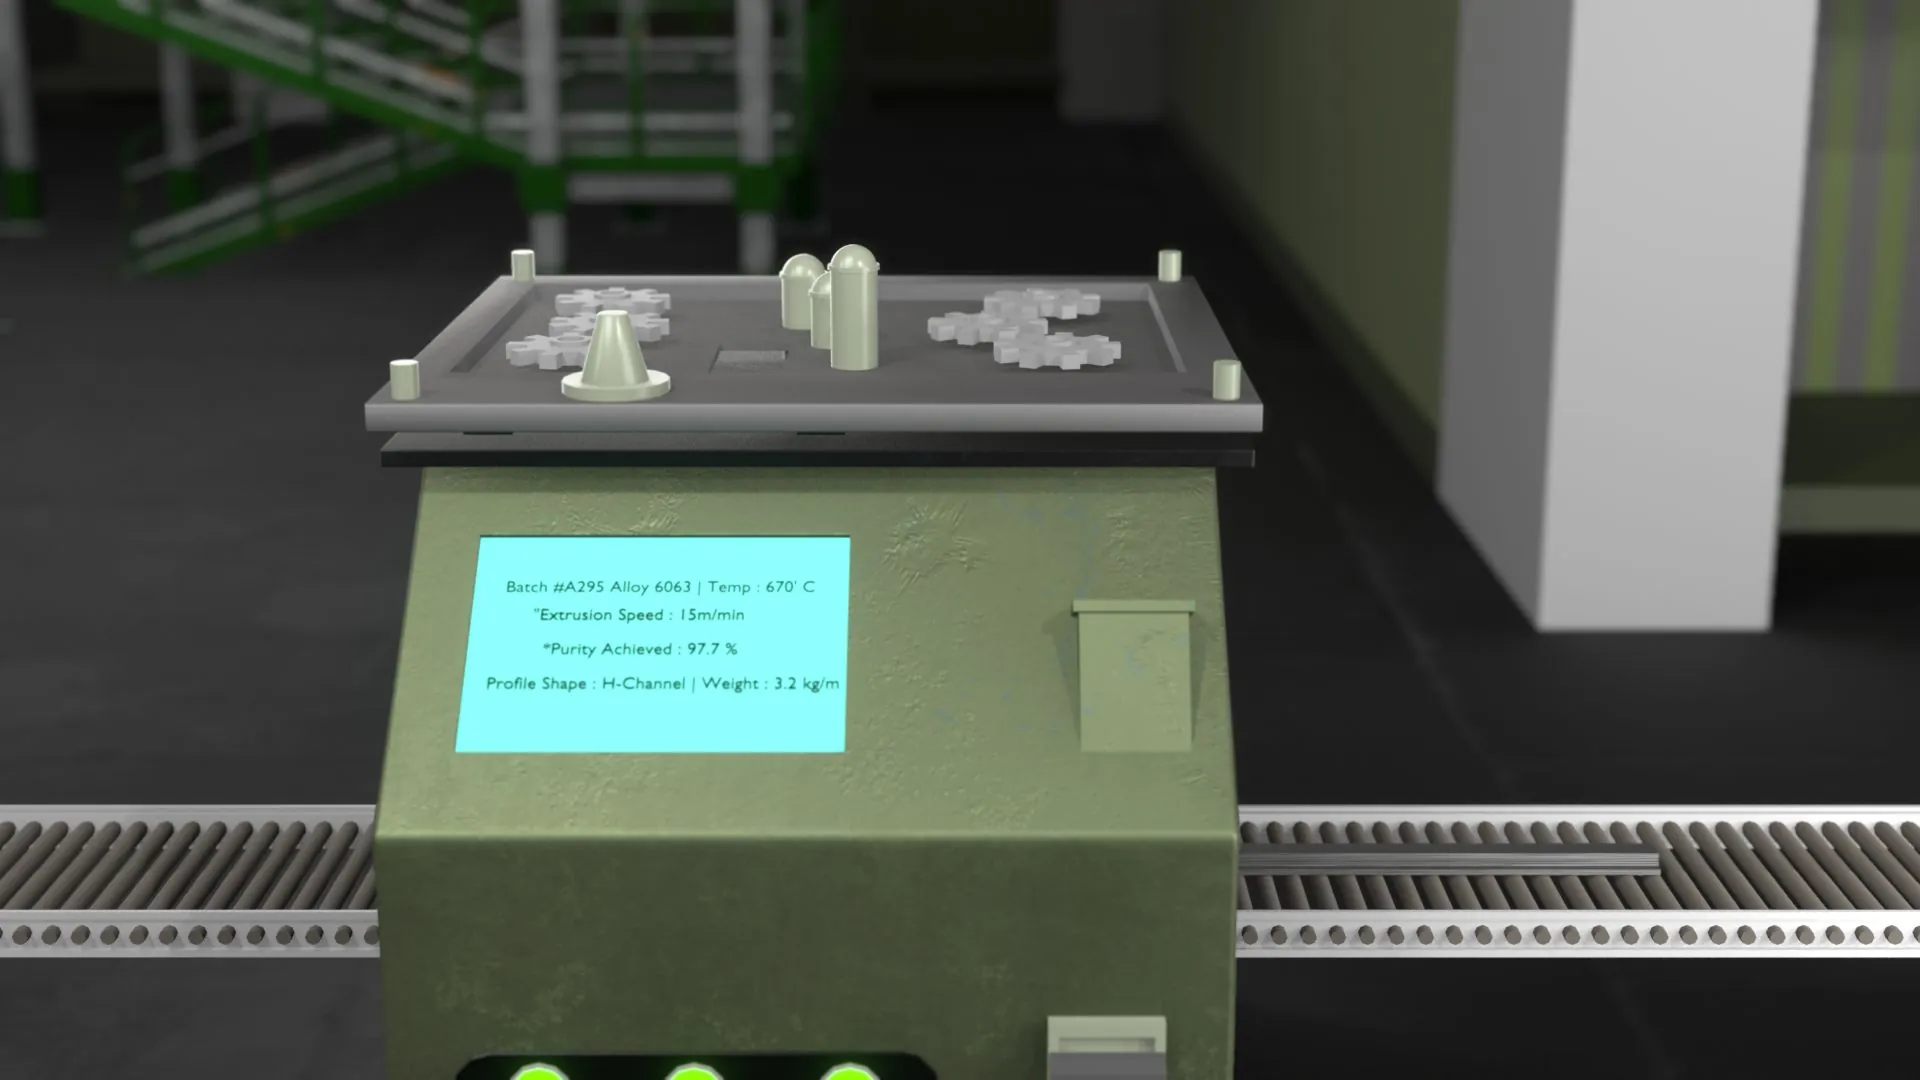 Batch #A295 Alloy 6063 | Temp : 670' C
"Extrusion Speed : 15m/min
*Purity Achieved : 97.7 %
Profile Shape : H-Channel | Weight : 3.2 kg/m